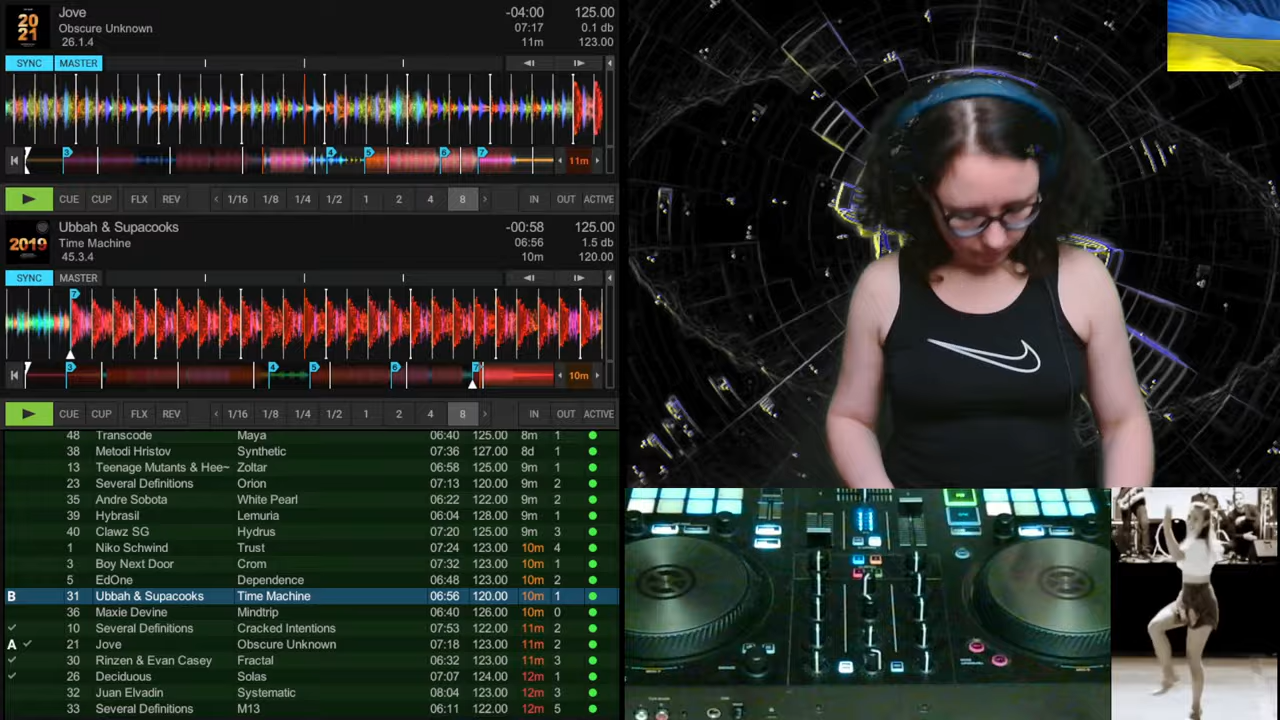 20 21 Jove -04:00 125.00
Obscure Unknown 07:17 0.1 db
26.1.4 11m 123.00
SYNC MASTER
3 4 5 6 7 11m
CUE CUP FLX REV 1/16 1/8 1/4 1/2 1 2 4 8 IN OUT ACTIVE
Ubbah & Supacooks -00:58 125.00
2019 Time Machine 06:56 1.5 db
45.3.4 10m 120.00
SYNC MASTER
7
3 4 5 6 7 10m
CUE CUP FLX REV 1/16 1/8 1/4 1/2 1 2 4 8 IN OUT ACTIVE
48 Transcode Maya 06:40 125.00 8m 1
38 Metodi Hristov Synthetic 07:36 127.00 8d 1
13 Teenage Mutants & Hee~ Zoltar 06:58 125.00 9m 1
23 Several Definitions Orion 07:13 120.00 9m 2
35 Andre Sobota White Pearl 06:22 122.00 9m 2
39 Hybrasil Lemuria 06:04 128.00 9m 1
40 Clawz SG Hydrus 07:20 125.00 9m 3
1 Niko Schwind Trust 07:24 123.00 10m 4
3 Boy Next Door Crom 07:32 123.00 10m 1
5 EdOne Dependence 06:48 123.00 10m 2
B 31 Ubbah & Supacooks Time Machine 06:56 120.00 10m 1
36 Maxie Devine Mindtrip 06:40 126.00 10m 0
10 Several Definitions Cracked Intentions 07:53 122.00 11m 2
A 21 Jove Obscure Unknown 07:18 123.00 11m 2
30 Rinzen & Evan Casey Fractal 06:32 123.00 11m 3
26 Deciduous Solas 07:07 124.00 12m 1
32 Juan Elvadin Systematic 08:04 123.00 12m 3
33 Several Definitions M13 06:11 122.00 12m 5